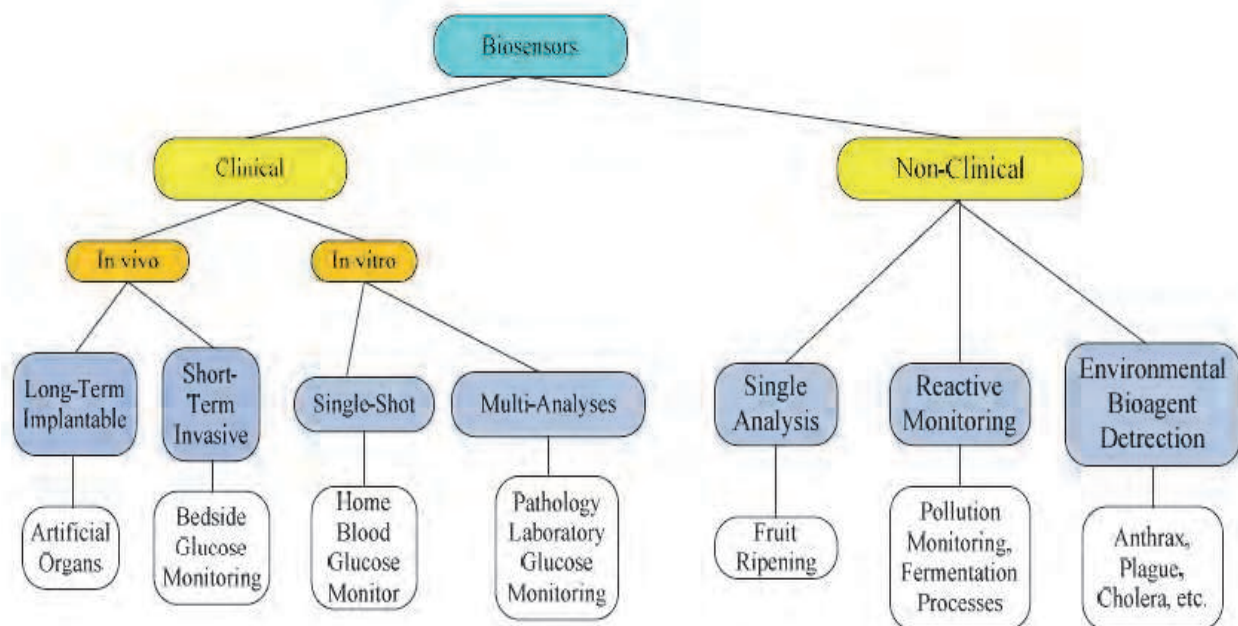 Biosensors
Clinical
Non-Clinical
In vivo
In vitro
Long-Term
Implantable
Short-
Term
Invasive
Single-Shot
Multi-Analyses
Single
Analysis
Reactive
Monitoring
Environmental
Bioagent
Detrection
Artificial
Organs
Bedside
Glucose
Monitoring
Home
Blood
Glucose
Monitor
Pathology
Laboratory
Glucose
Monitoring
Fruit
Ripening
Pollution
Monitoring,
Fermentation
Processes
Anthrax,
Plague,
Cholera, etc.